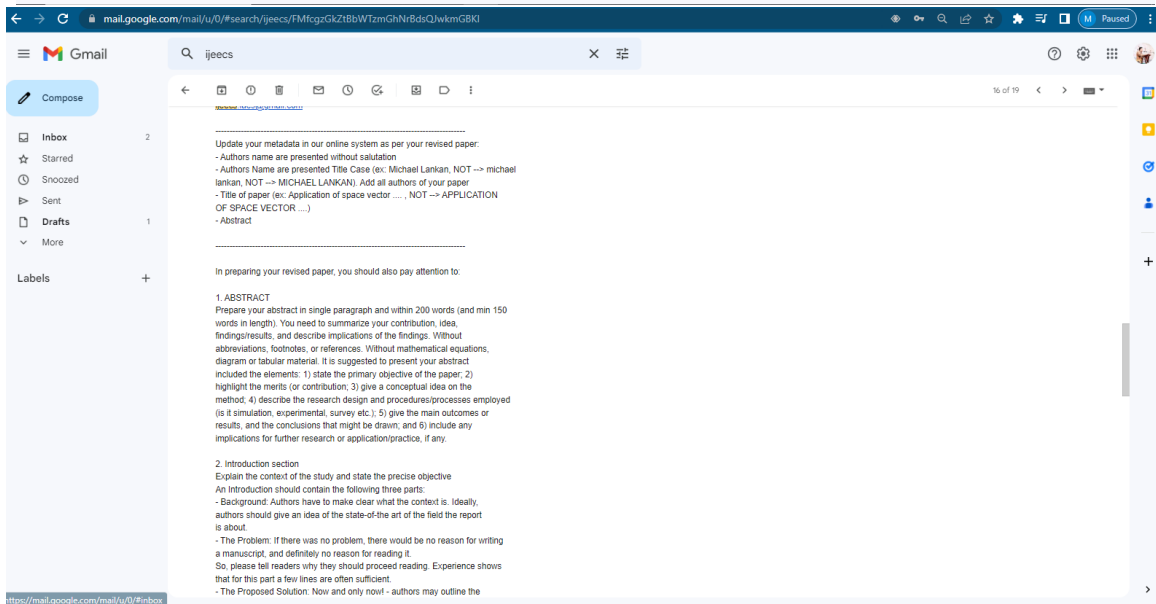 mail.google.com/mail/u/0/#search/ijeecs/FMfcgzGkZtBbWTzmGhNrBdsQJwkmGBKl
M Paused
Gmail
ijeecs
Compose
16 of 19
Inbox 2
Starred
Snoozed
Sent
Drafts 1
More
Labels
--------------------------------------------------------------------------------------
Update your metadata in our online system as per your revised paper:
- Authors name are presented without salutation
- Authors Name are presented Title Case (ex: Michael Lankan, NOT --> michael
lankan, NOT --> MICHAEL LANKAN). Add all authors of your paper
- Title of paper (ex: Application of space vector .... , NOT --> APPLICATION
OF SPACE VECTOR ....)
- Abstract
--------------------------------------------------------------------------------------
In preparing your revised paper, you should also pay attention to:
1. ABSTRACT
Prepare your abstract in single paragraph and within 200 words (and min 150
words in length). You need to summarize your contribution, idea,
findings/results, and describe implications of the findings. Without
abbreviations, footnotes, or references. Without mathematical equations,
diagram or tabular material. It is suggested to present your abstract
included the elements: 1) state the primary objective of the paper; 2)
highlight the merits (or contribution; 3) give a conceptual idea on the
method; 4) describe the research design and procedures/processes employed
(is it simulation, experimental, survey etc.); 5) give the main outcomes or
results, and the conclusions that might be drawn; and 6) include any
implications for further research or application/practice, if any.
2. Introduction section
Explain the context of the study and state the precise objective
An Introduction should contain the following three parts:
- Background: Authors have to make clear what the context is. Ideally,
authors should give an idea of the state-of-the art of the field the report
is about.
- The Problem: If there was no problem, there would be no reason for writing
a manuscript, and definitely no reason for reading it.
So, please tell readers why they should proceed reading. Experience shows
that for this part a few lines are often sufficient.
- The Proposed Solution: Now and only now! - authors may outline the
https://mail.google.com/mail/u/0/#inbox